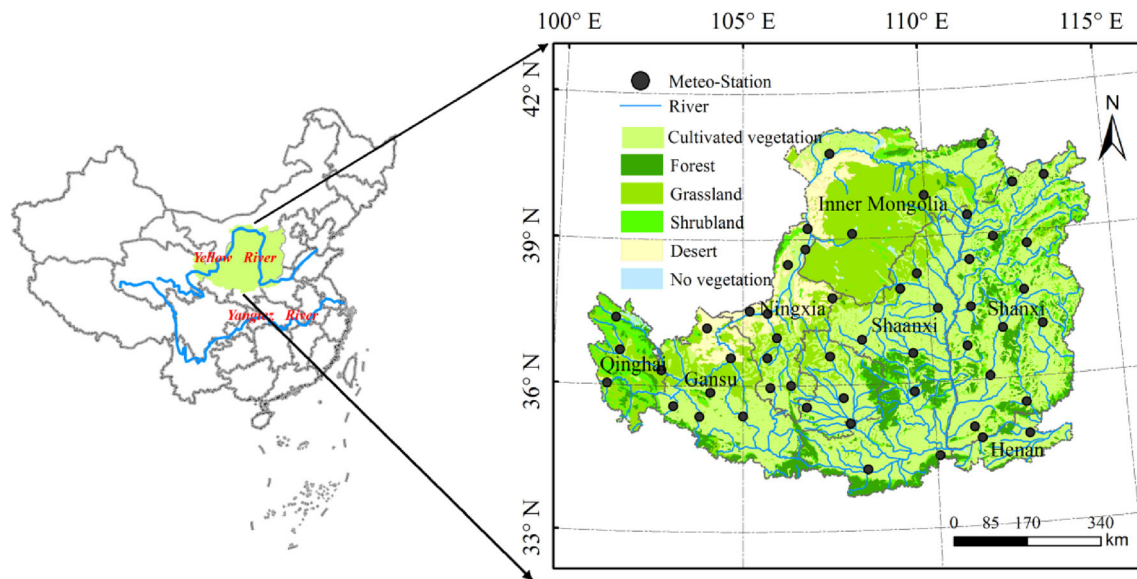 100° E 105° E 110° E 115° E
42° N
39° N
36° N
33° N
Meteo-Station
River
Cultivated vegetation
Forest
Grassland
Shrubland
Desert
No vegetation
N
Inner Mongolia
Ningxia
Shaanxi
Shanxi
Qinghai
Gansu
Henan
0 85 170 340
km
Yellow River
Yangtez River